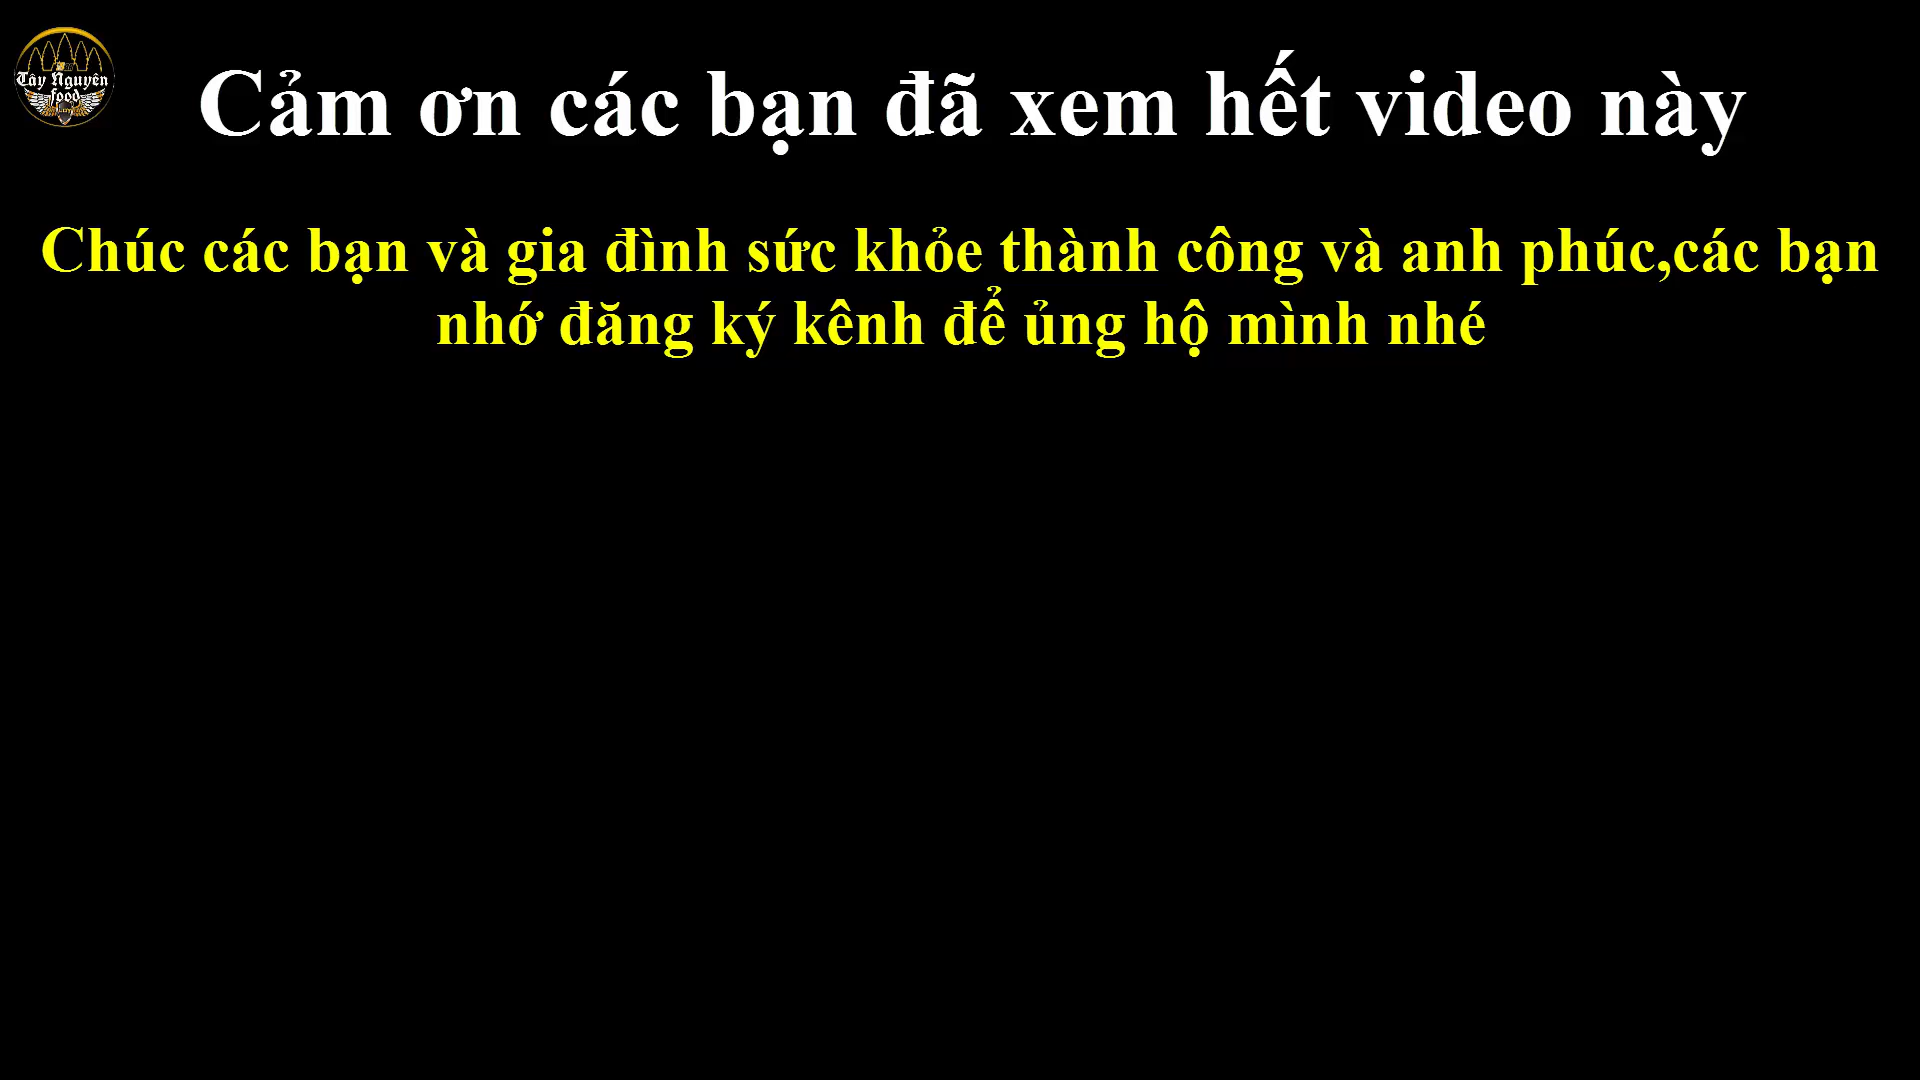 Tây Nguyên
food
Cảm ơn các bạn đã xem hết video này
Chúc các bạn và gia đình sức khỏe thành công và anh phúc,các bạn
nhớ đăng ký kênh để ủng hộ mình nhé